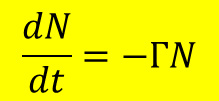 dN/dt = −ΓN